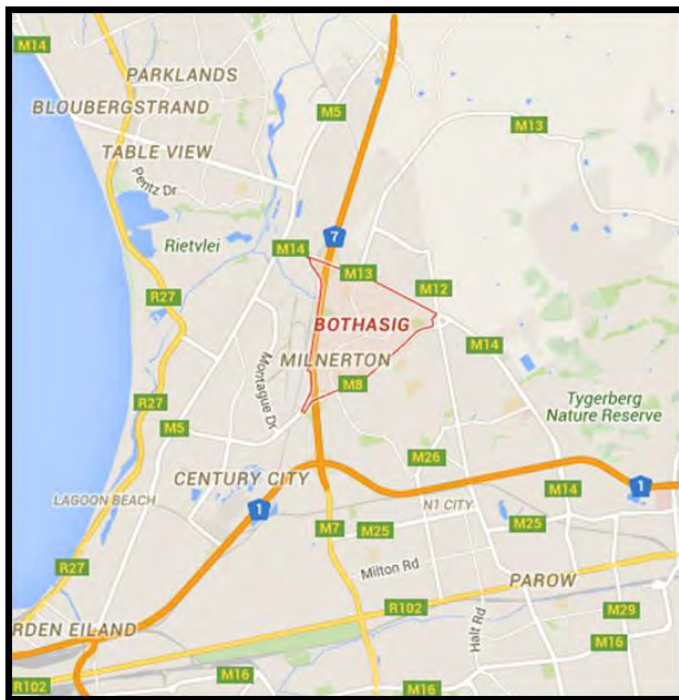 M14
PARKLANDS
BLOUBERGSTRAND
M5
M13
TABLE VIEW
Pentz Dr
Rietvlei
M14
7
M13
R27
M12
BOTHASIG
M14
MILNERTON
M8
Montague Dr
R27
Tygerberg
Nature Reserve
M5
M26
CENTURY CITY
1
M14
LAGOON BEACH
1
N1 CITY
M7
M25
M25
R27
Milton Rd
PAROW
R102
M29
RDEN EILAND
Halt Rd
M16
M16
M16
R102